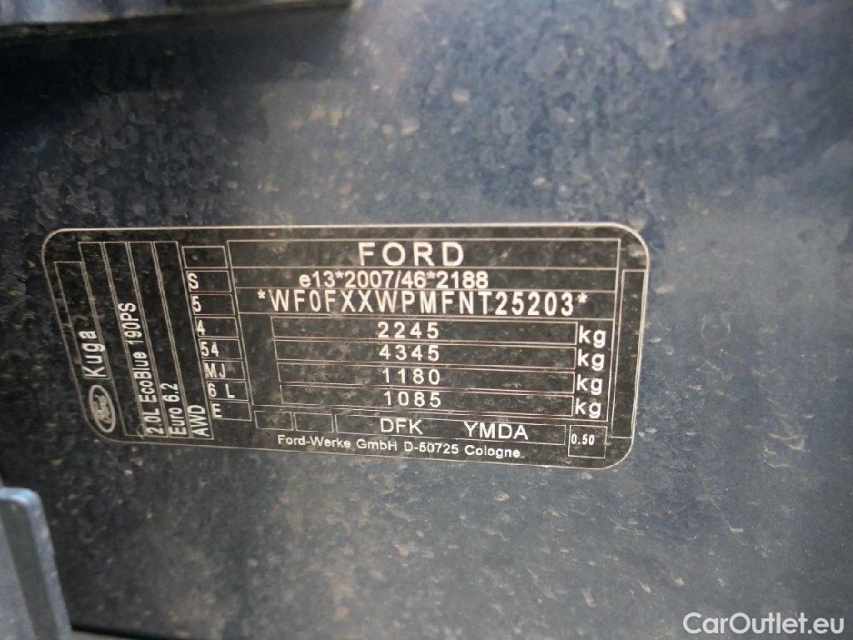 FORD
e13*2007/46*2188
*WF0FXXWPMFNT25203*
2245 kg
4345 kg
1180 kg
1085 kg
DFK YMDA 0,50
Ford-Werke GmbH D-50725 Cologne
S
5
4
54
MJ
6 L
E
Ford Kuga
2.0L EcoBlue 190PS
Euro 6.2
AWD
CarOutlet.eu